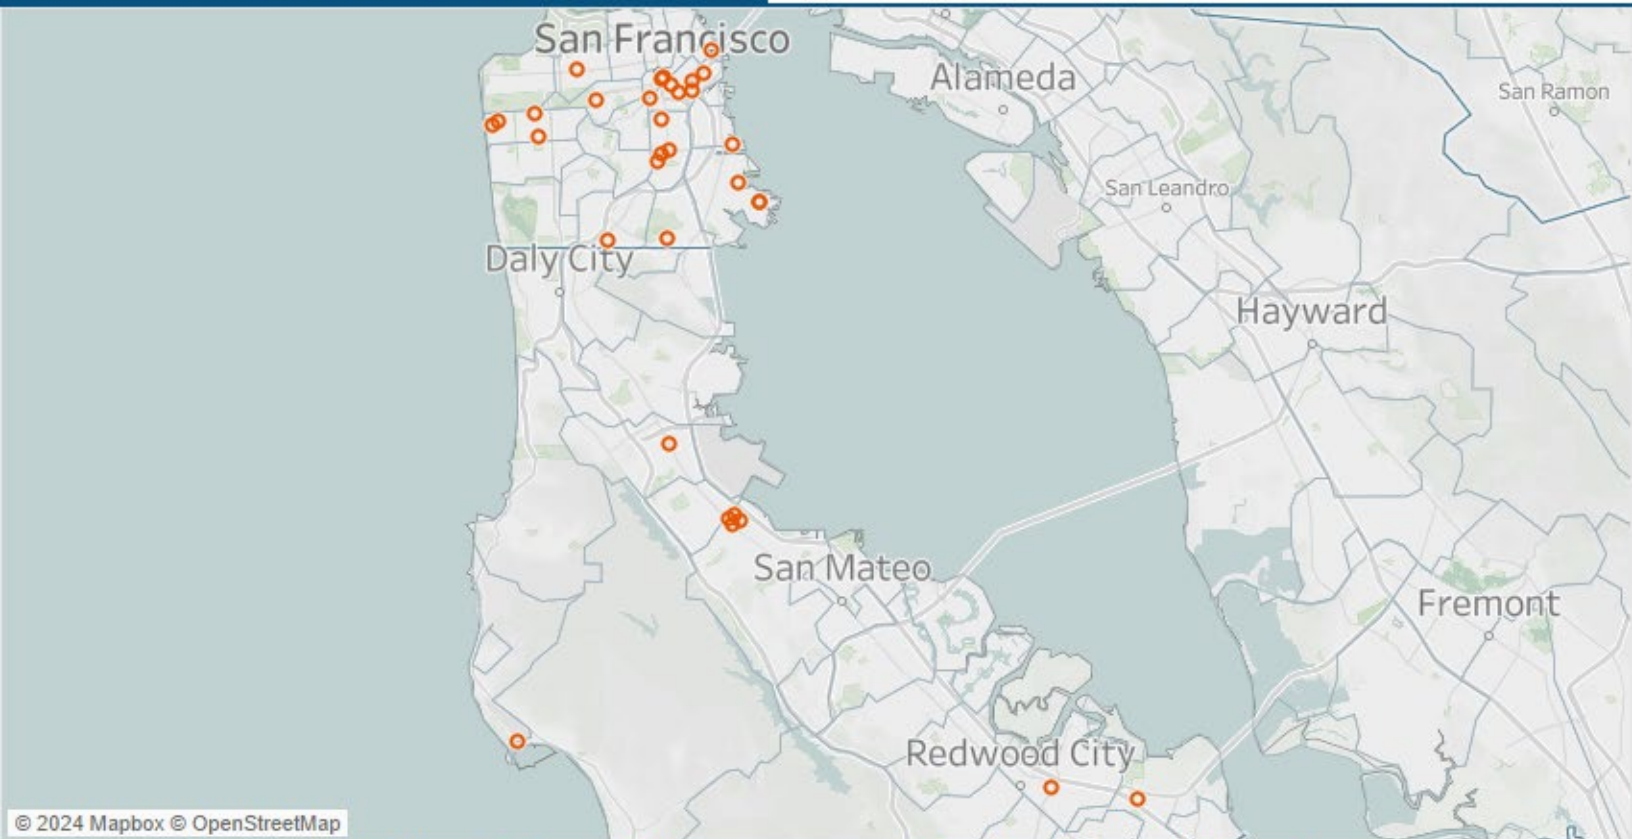 San Francisco
Alameda
San Ramon
San Leandro
Daly City
Hayward
San Mateo
Fremont
Redwood City
© 2024 Mapbox © OpenStreetMap